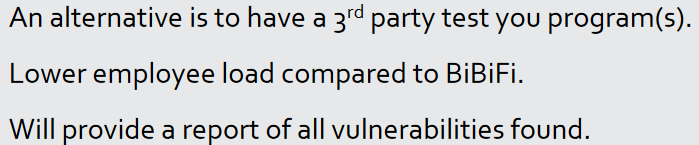 An alternative is to have a 3rd party test you program(s).
Lower employee load compared to BiBiFi.
Will provide a report of all vulnerabilities found.